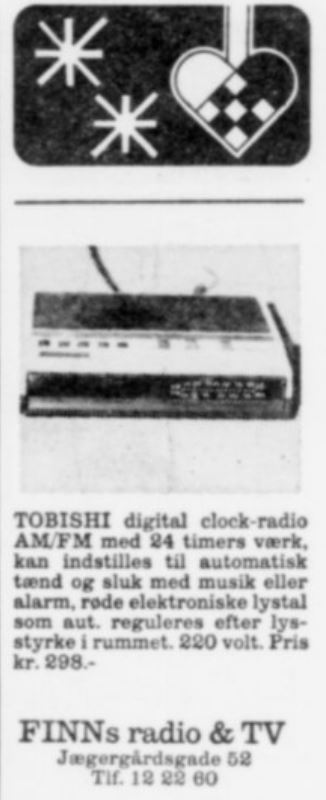 TOBISHI digital clock-radio
AM/FM med 24 timers værk,
kan indstilles til automatisk
tænd og sluk med musik eller
alarm, røde elektroniske lystal
som aut. reguleres efter lys-
styrke i rummet. 220 volt. Pris
kr. 298.-
FINNs radio & TV
Jægergårdsgade 52
Tlf. 12 22 60